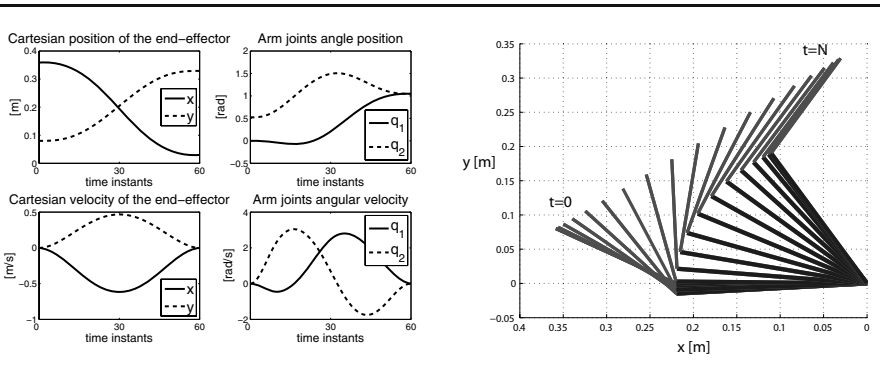 Cartesian position of the end−effector
0.4
0.3
0.2
0.1
0
[m]
x
y
0 30 60
time instants
Arm joints angle position
2
1.5
1
0.5
0
−0.5
[rad]
q1
q2
0 30 60
time instants
Cartesian velocity of the end−effector
0.5
0
−0.5
−1
[m/s]
x
y
0 30 60
time instants
Arm joints angular velocity
4
2
0
−2
[rad/s]
q1
q2
0 30 60
time instants
0.35
0.3
0.25
0.2
0.15
0.1
0.05
0
−0.05
y [m]
t=N
t=0
0.4 0.35 0.3 0.25 0.2 0.15 0.1 0.05 0
x [m]